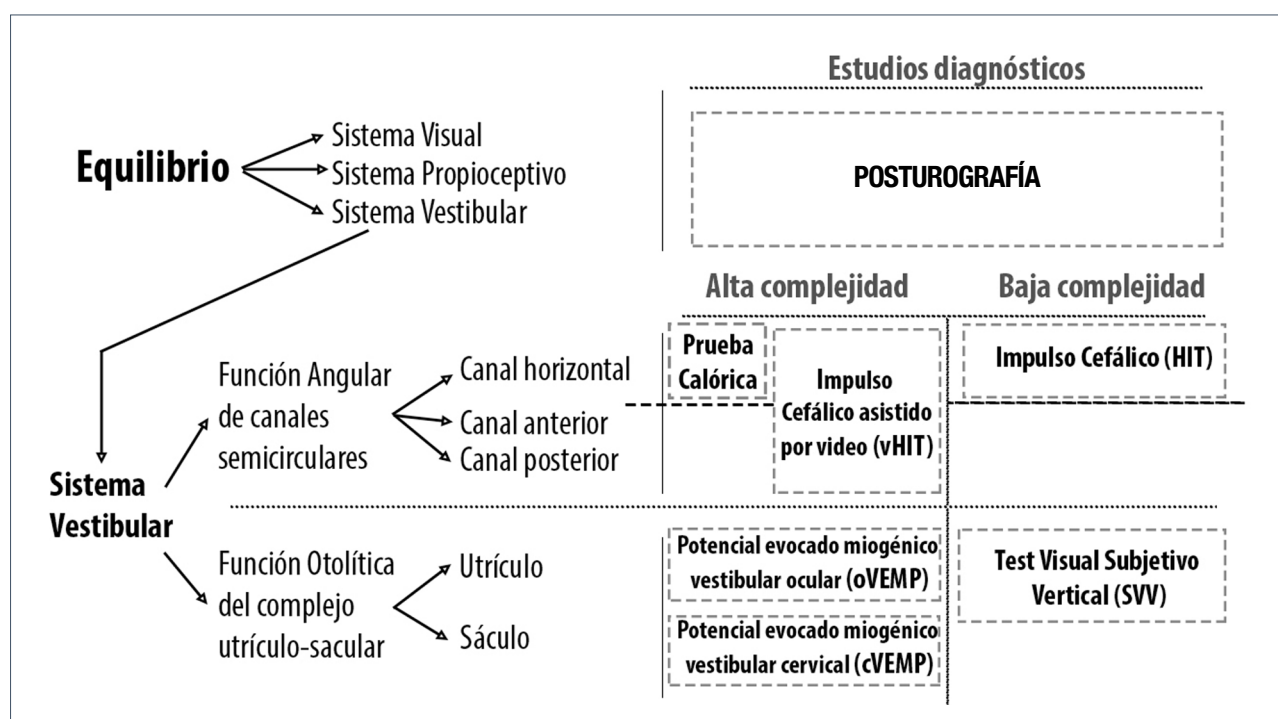 Estudios diagnósticos
Equilibrio
Sistema Visual
Sistema Propioceptivo
Sistema Vestibular
POSTUROGRAFÍA
Alta complejidad
Baja complejidad
Función Angular
de canales
semicirculares
Canal horizontal
Canal anterior
Canal posterior
Prueba
Calórica
Impulso
Cefálico asistido
por video (vHIT)
Impulso Cefálico (HIT)
Sistema
Vestibular
Función Otolítica
del complejo
utrículo-sacular
Utrículo
Sáculo
Potencial evocado miogénico
vestibular ocular (oVEMP)
Potencial evocado miogénico
vestibular cervical (cVEMP)
Test Visual Subjetivo
Vertical (SVV)